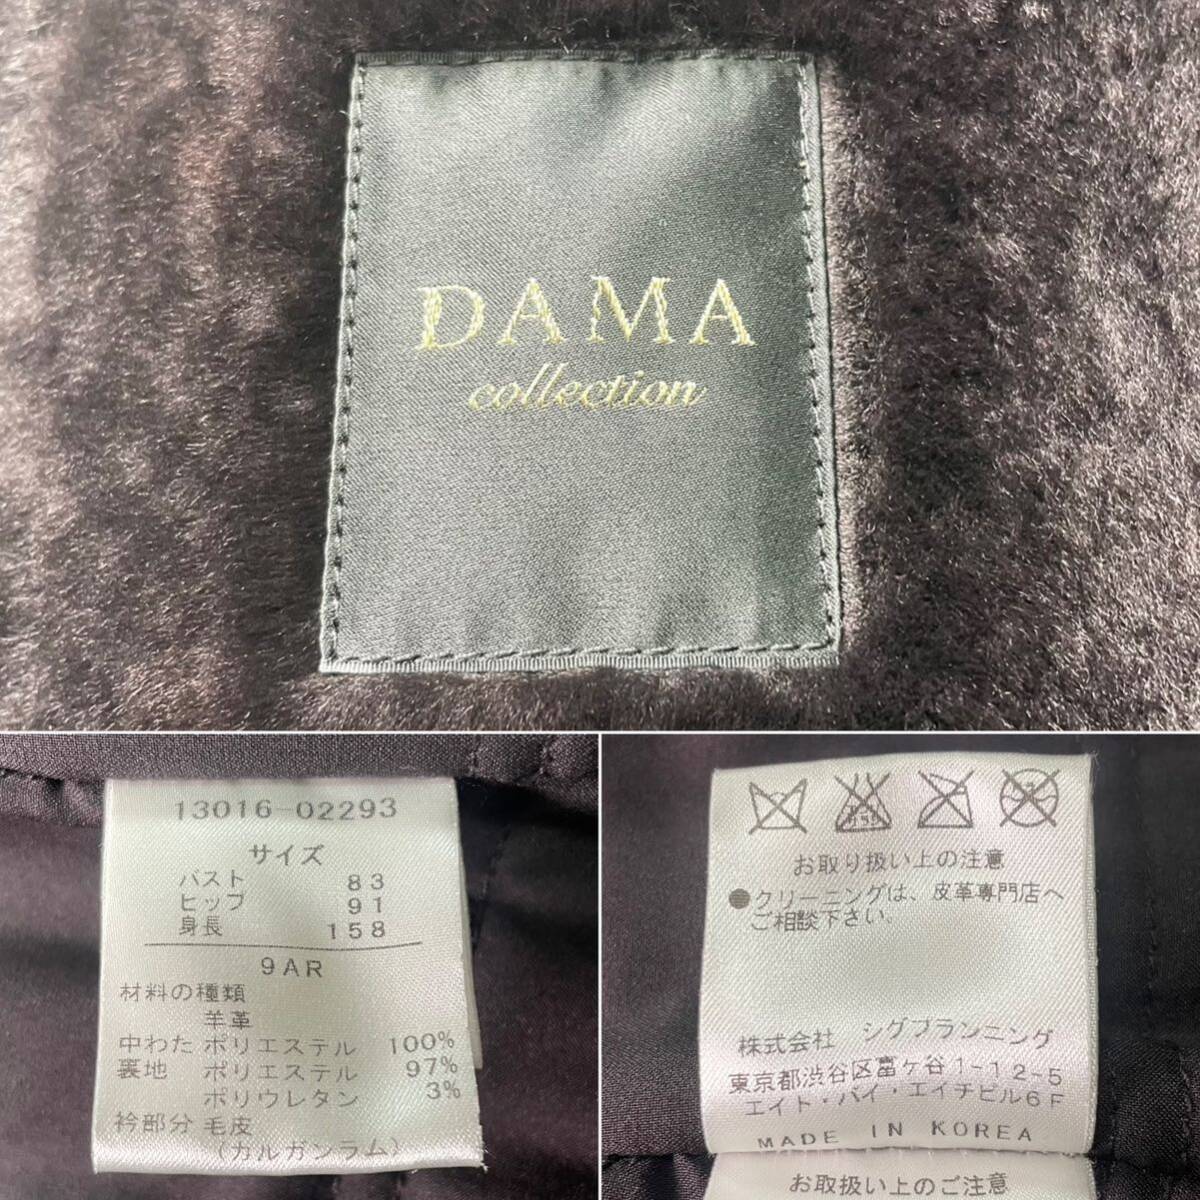 DAMA
collection
13016-02293
サイズ
バスト 83
ヒップ 91
身長 158
9AR
材料の種類
羊革
中わた ポリエステル 100%
裏地 ポリエステル 97%
ポリウレタン 3%
衿部分 毛皮
(カルガンラム)
お取り扱い上の注意
●クリーニングは、皮革専門店へ
ご相談下さい。
株式会社 シグプランニング
東京都渋谷区富ヶ谷1-12-5
エイト・バイ・エイチビル6F
MADE IN KOREA
お取り扱い上のご注意